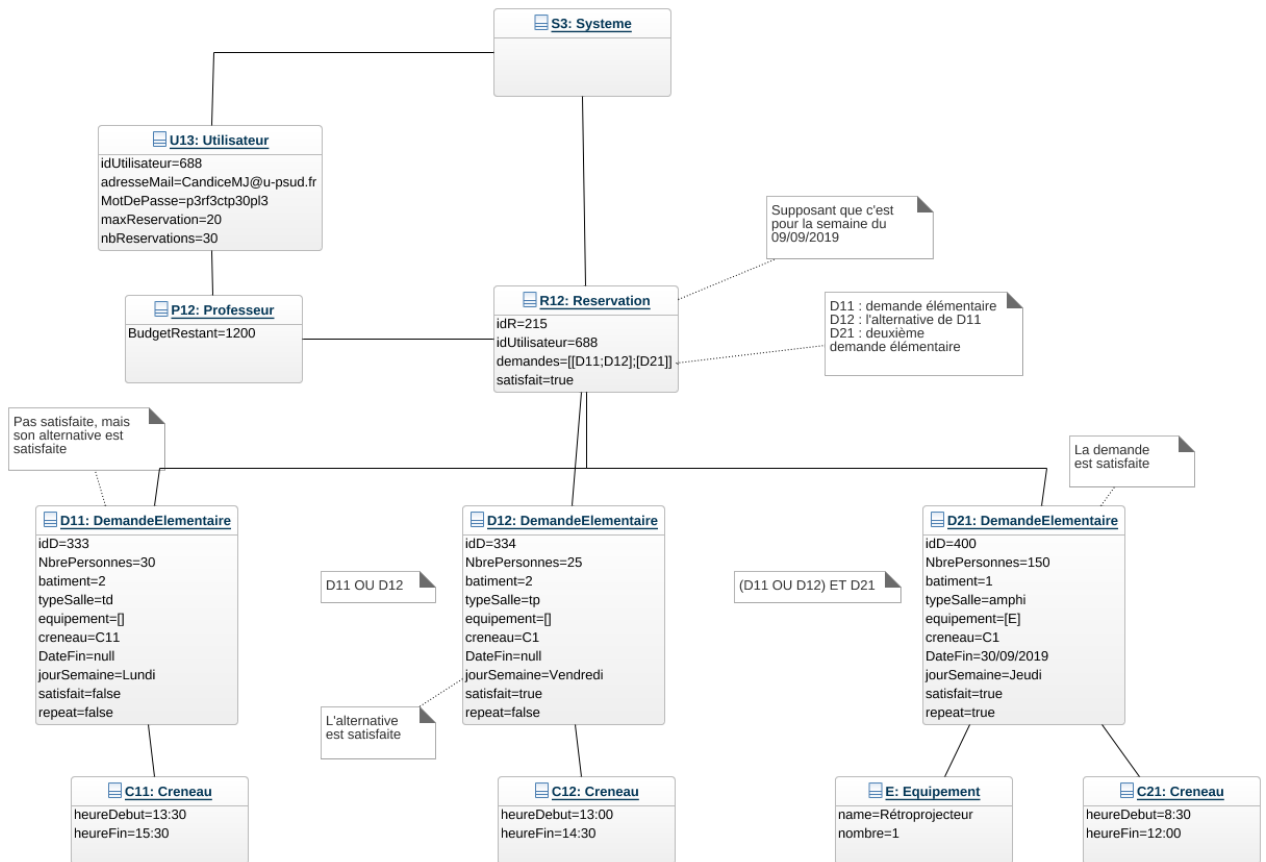 S3: Systeme
U13: Utilisateur
idUtilisateur=688
adresseMail=CandiceMJ@u-psud.fr
MotDePasse=p3rf3ctp30pl3
maxReservation=20
nbReservations=30
Supposant que c'est
pour la semaine du
09/09/2019
P12: Professeur
BudgetRestant=1200
R12: Reservation
idR=215
idUtilisateur=688
demandes=[[D11;D12];[D21]]
satisfait=true
D11 : demande élémentaire
D12 : l'alternative de D11
D21 : deuxième
demande élémentaire
Pas satisfaite, mais
son alternative est
satisfaite
La demande
est satisfaite
D11: DemandeElementaire
idD=333
NbrePersonnes=30
batiment=2
typeSalle=td
equipement=[]
creneau=C11
DateFin=null
jourSemaine=Lundi
satisfait=false
repeat=false
D11 OU D12
L'alternative
est satisfaite
D12: DemandeElementaire
idD=334
NbrePersonnes=25
batiment=2
typeSalle=tp
equipement=[]
creneau=C1
DateFin=null
jourSemaine=Vendredi
satisfait=true
repeat=false
(D11 OU D12) ET D21
D21: DemandeElementaire
idD=400
NbrePersonnes=150
batiment=1
typeSalle=amphi
equipement=[E]
creneau=C1
DateFin=30/09/2019
jourSemaine=Jeudi
satisfait=true
repeat=true
C11: Creneau
heureDebut=13:30
heureFin=15:30
C12: Creneau
heureDebut=13:00
heureFin=14:30
E: Equipement
name=Rétroprojecteur
nombre=1
C21: Creneau
heureDebut=8:30
heureFin=12:00